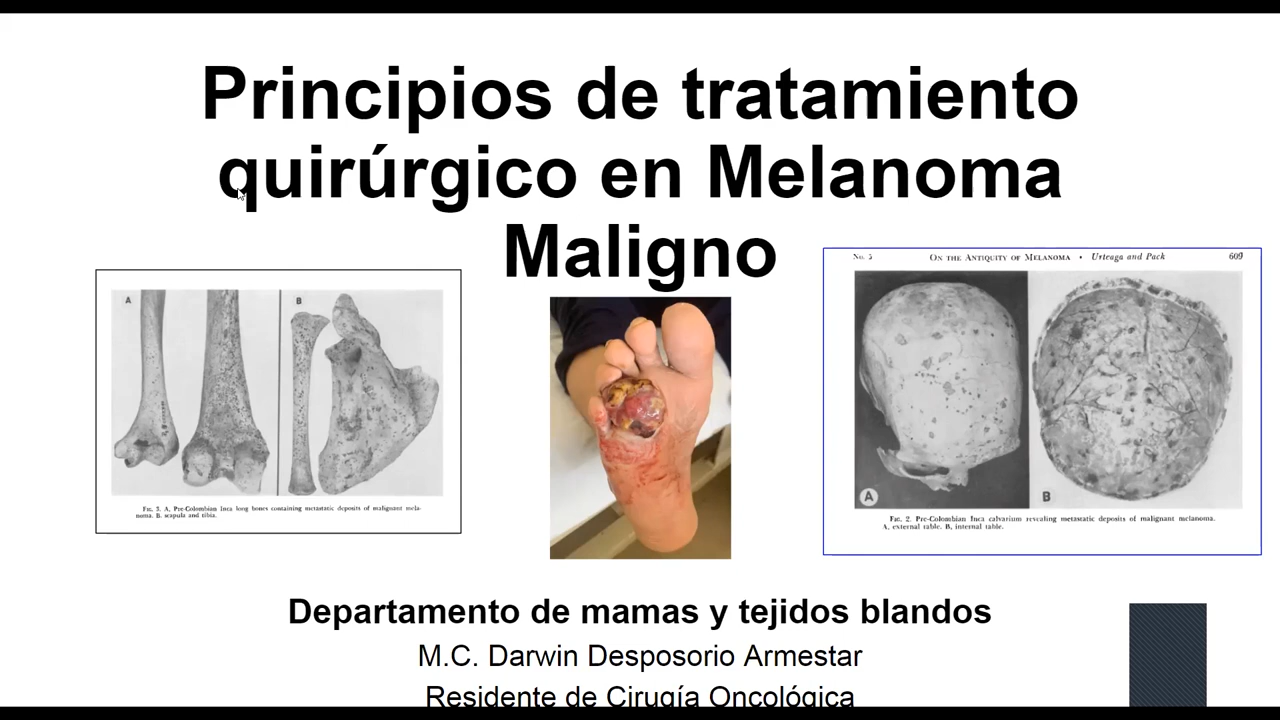 Principios de tratamiento
quirúrgico en Melanoma
Maligno
A
B
FIG. 3. A, Pre-Colombian Inca long bones containing metastatic deposits of malignant mela-
noma. B. scapula and tibia.
No. 5 ON THE ANTIQUITY OF MELANOMA • Urteaga and Pack 609
A
B
FIG. 2. Pre-Colombian Inca calvarium revealing metastatic deposits of malignant melanoma.
A, external table. B, internal table.
Departamento de mamas y tejidos blandos
M.C. Darwin Desposorio Armestar
Residente de Cirugía Oncológica